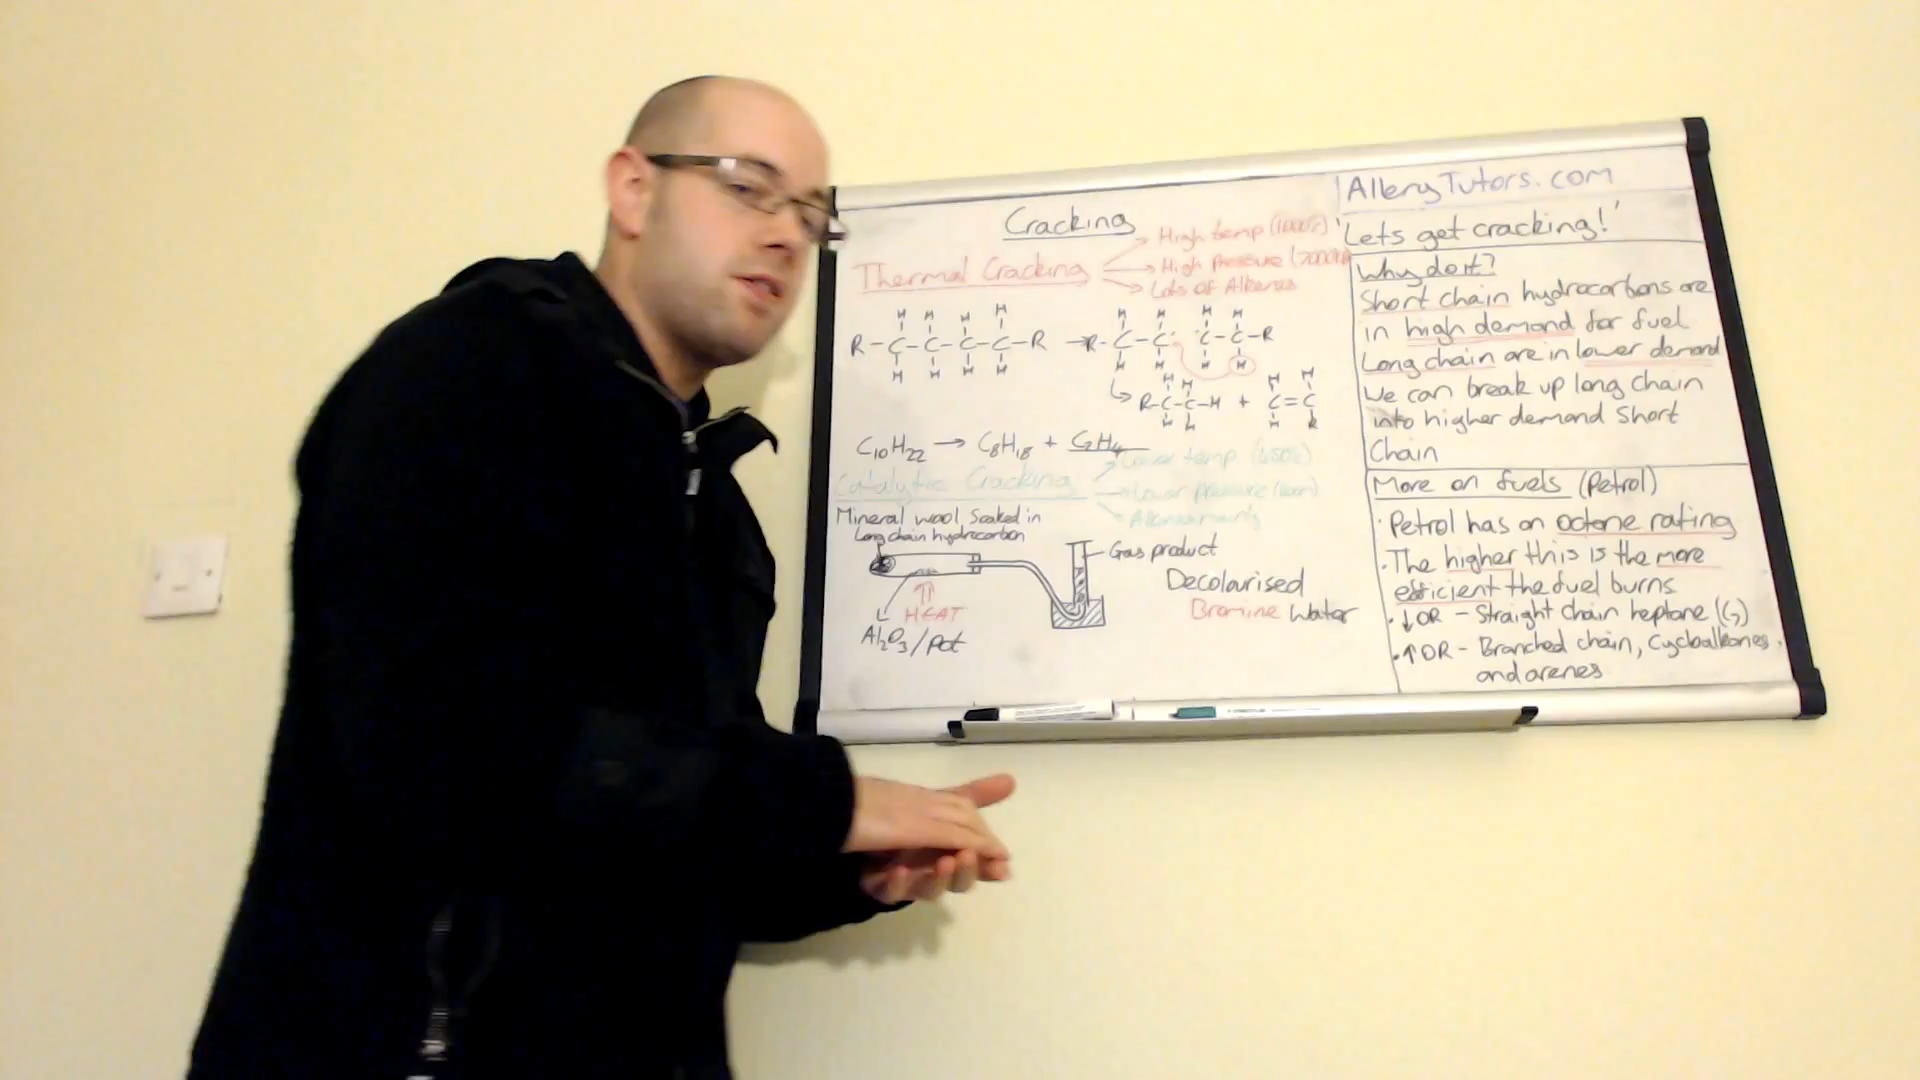 AlleryTutors.com
'Lets get cracking!'
Cracking
Thermal Cracking
High temp (1000°c)
High Pressure
Lots of Alkenes
H H H H
R-C-C-C-C-R
H H H H
H H H H
→R-C-C· ·C-C-R
H H H H
H H H H
R-C-C-H + C=C
H H H R
C10H22 → C8H18 + C2H4
Catalytic Cracking
Lower temp (450°c)
Lower pressure
Mineral wool Soaked in
Long chain hydrocarbon
Gas product
Decolourised
Bromine Water
HEAT
Al2O3/Pot
Why do it?
Short chain hydrocarbons are
in high demand for fuel
Long chain are in lower demand
We can break up long chain
into higher demand Short
Chain
More on fuels (Petrol)
· Petrol has an octane rating
· The higher this is the more
efficient the fuel burns
· ↓OR - Straight chain heptane (C7)
· ↑OR - Branched chain, Cycloalkanes
and arenes